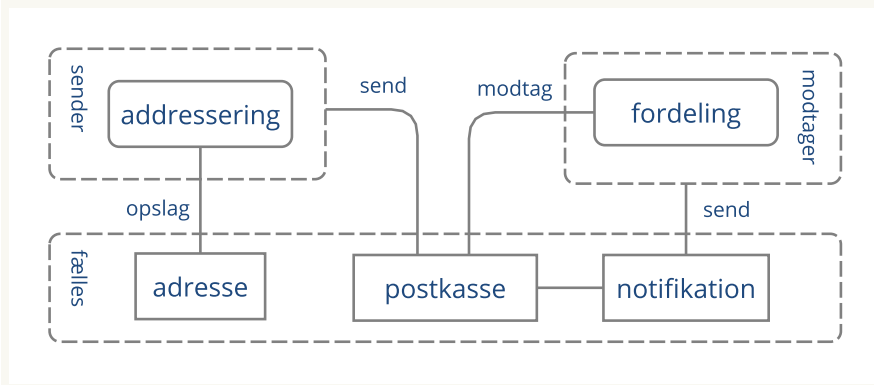 sender
addressering
send
modtag
fordeling
modtager
opslag
send
fælles
adresse
postkasse
notifikation